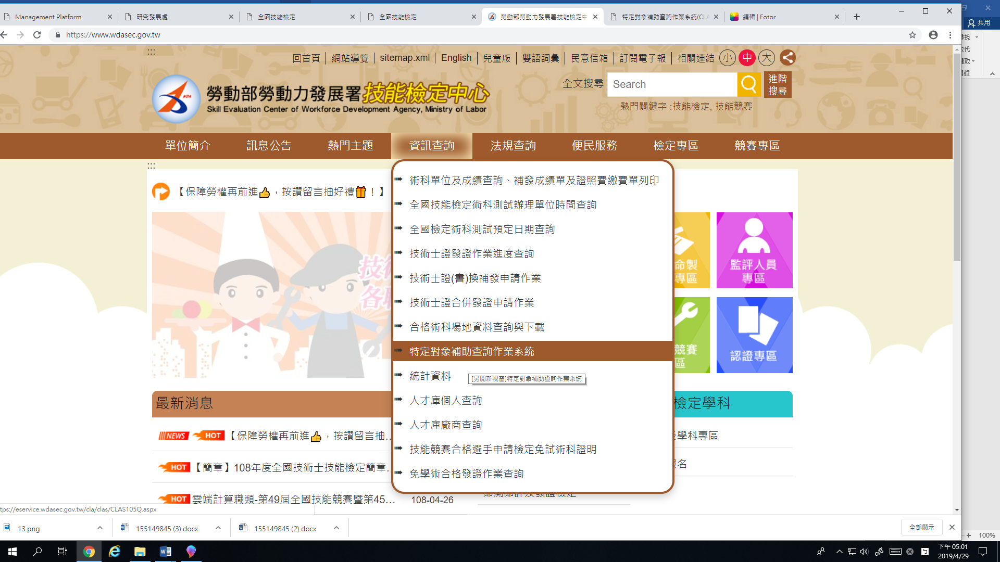 Management Platform
研究發展處
全國技能檢定
全國技能檢定
勞動部勞動力發展署技能檢定中
特定對象補助查詢作業系統(CLA
編輯 | Fotor
共用
https://www.wdasec.gov.tw
尋找
取代
選取
編輯
回首頁
網站導覽
sitemap.xml
English
兒童版
雙語詞彙
民意信箱
訂閱電子報
相關連結
小
中
大
勞動部勞動力發展署技能檢定中心
Skill Evaluation Center of Workforce Development Agency, Ministry of Labor
WDA
全文搜尋
Search
進階
搜尋
熱門關鍵字 :技能檢定, 技能競賽
單位簡介
訊息公告
熱門主題
資訊查詢
法規查詢
便民服務
檢定專區
競賽專區
:::
:::
【保障勞權再前進👍，按讚留言抽好禮🎁！】
術科單位及成績查詢、補發成績單及證照費繳費單列印
全國技能檢定術科測試辦理單位時間查詢
全國檢定術科測試預定日期查詢
技術士證發證作業進度查詢
技術士證(書)換補發申請作業
技術士證合併發證申請作業
合格術科場地資料查詢與下載
特定對象補助查詢作業系統
統計資料
[另開新視窗]特定對象補助查詢作業系統
人才庫個人查詢
人才庫廠商查詢
技能競賽合格選手申請檢定免試術科證明
免學術合格發證作業查詢
技
各職
命製
專區
監評人員
專區
競賽
區
認證專區
最新消息
檢定學科
NEWS HOT 【保障勞權再前進👍，按讚留言抽...
學科專區
HOT 【簡章】108年度全國技術士技能檢定簡章...
報名
HOT 雲端計算職類-第49屆全國技能競賽暨第45...
108-04-26
即測即評及發證檢定
tps://eservice.wdasec.gov.tw/cla/clas/CLAS105Q.aspx
13.png
155149845 (3).docx
155149845 (2).docx
全部顯示
100%
下午 05:01
2019/4/29